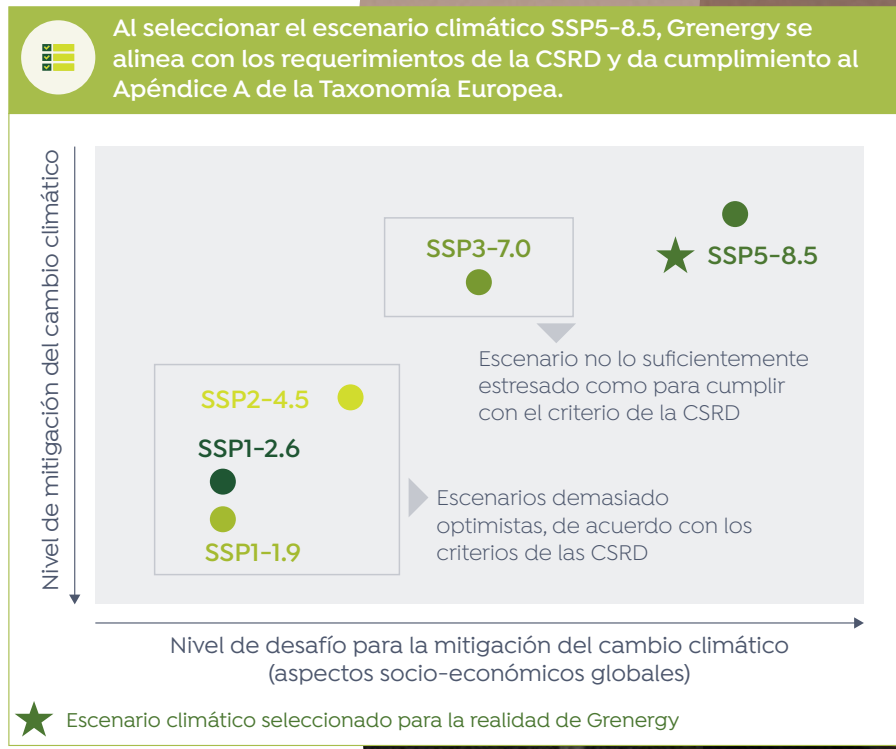 Al seleccionar el escenario climático SSP5-8.5, Grenergy se
alinea con los requerimientos de la CSRD y da cumplimiento al
Apéndice A de la Taxonomía Europea.
Nivel de mitigación del cambio climático
SSP3-7.0
SSP5-8.5
Escenario no lo suficientemente
estresado como para cumplir
con el criterio de la CSRD
SSP2-4.5
SSP1-2.6
SSP1-1.9
Escenarios demasiado
optimistas, de acuerdo con los
criterios de las CSRD
Nivel de desafío para la mitigación del cambio climático
(aspectos socio-económicos globales)
Escenario climático seleccionado para la realidad de Grenergy